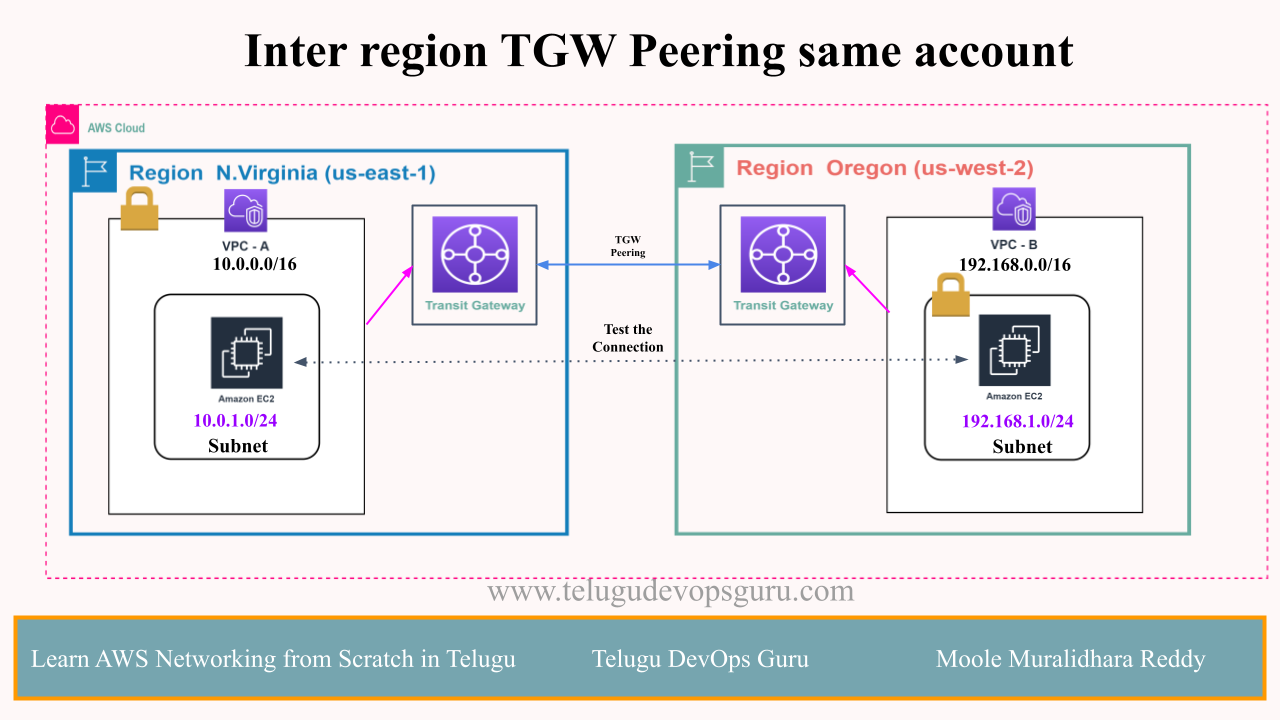 Inter region TGW Peering same account
AWS Cloud
Region N.Virginia (us-east-1)
VPC - A
10.0.0.0/16
Transit Gateway
Amazon EC2
10.0.1.0/24
Subnet
TGW
Peering
Test the
Connection
Region Oregon (us-west-2)
Transit Gateway
VPC - B
192.168.0.0/16
Amazon EC2
192.168.1.0/24
Subnet
www.telugudevopsguru.com
Learn AWS Networking from Scratch in Telugu
Telugu DevOps Guru
Moole Muralidhara Reddy